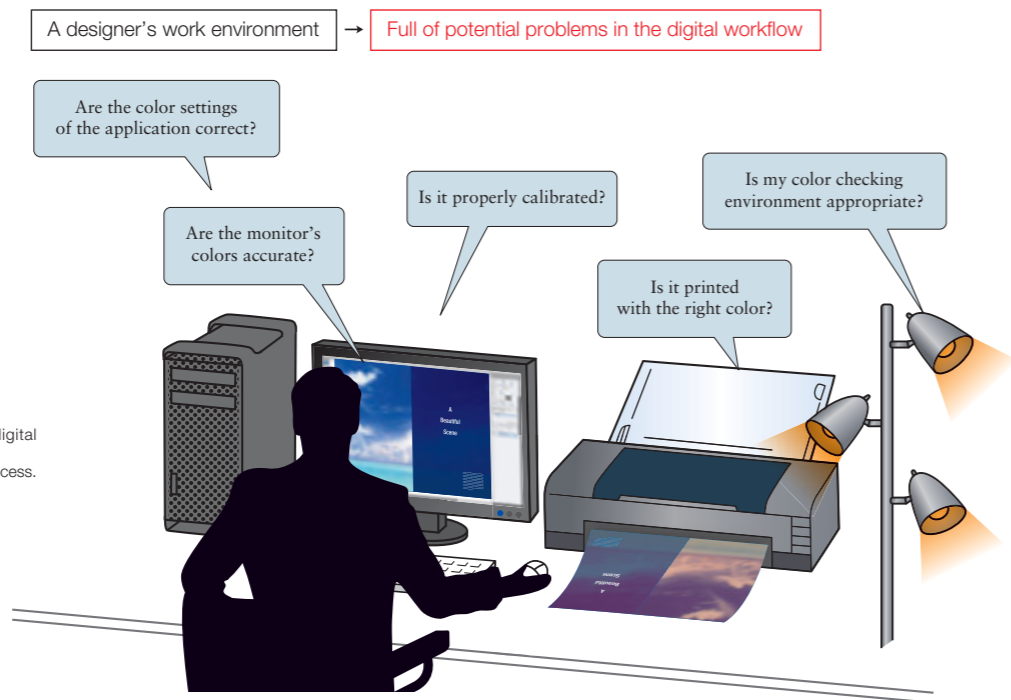 A designer’s work environment → Full of potential problems in the digital workflow
Are the color settings
of the application correct?
Is it properly calibrated?
Is my color checking
environment appropriate?
Are the monitor’s
colors accurate?
Is it printed
with the right color?
A
Beautiful
Scene
igital
cess.
A
Beautiful
Scene